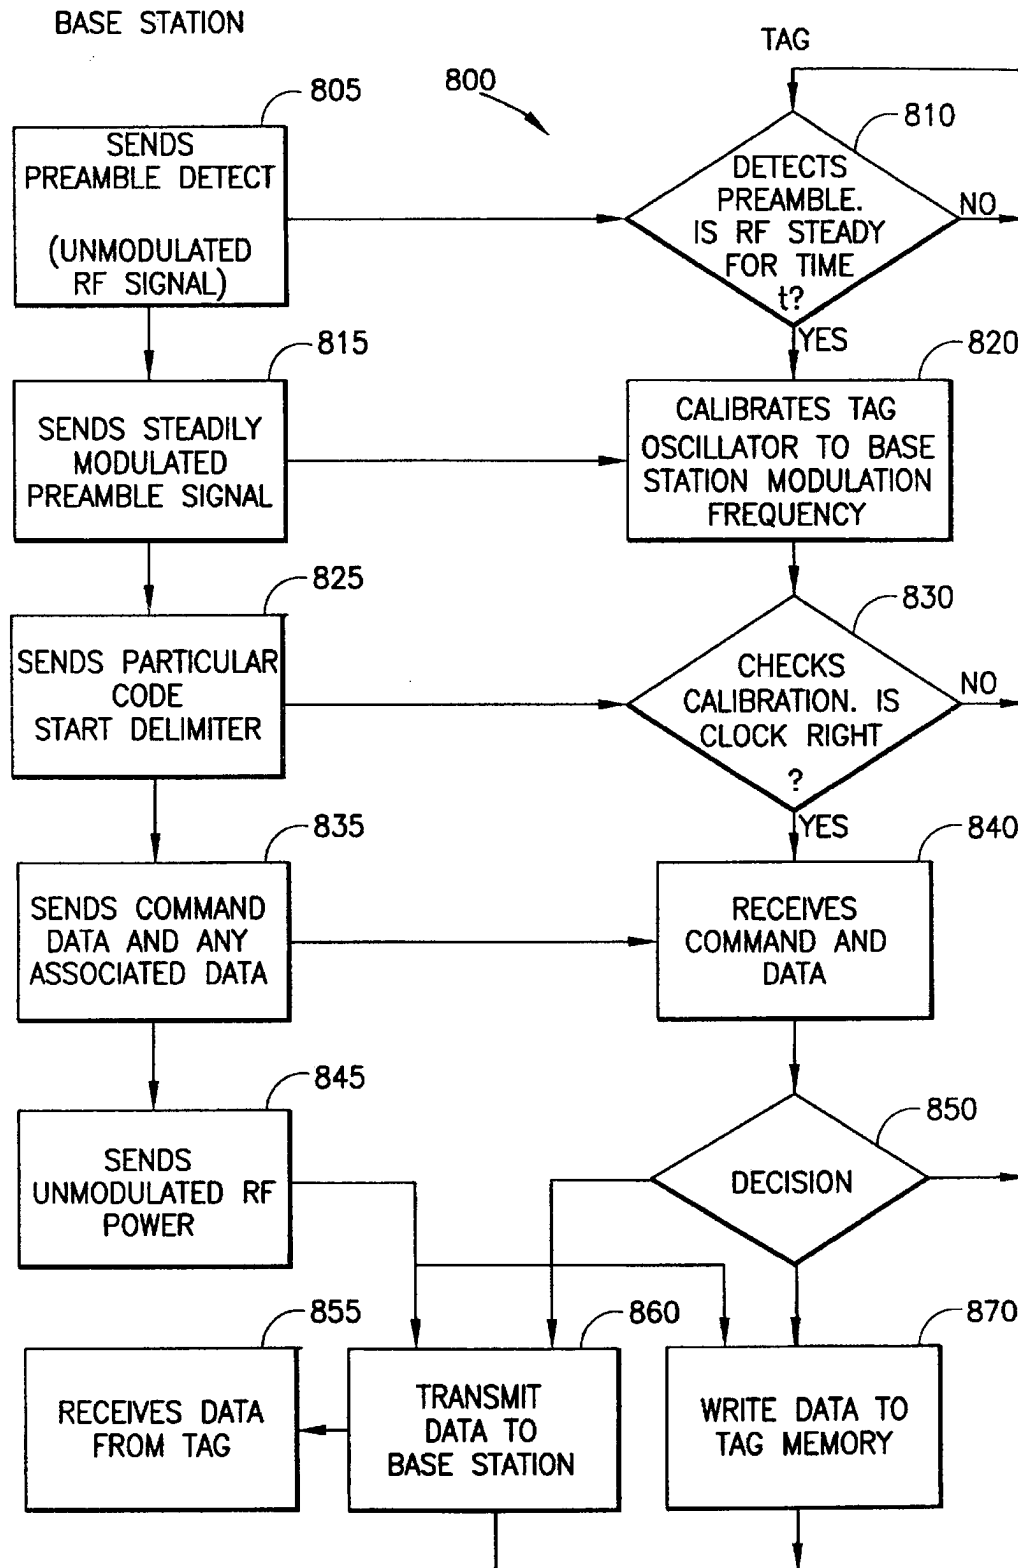 BASE STATION
TAG
805
800
810
SENDS
PREAMBLE DETECT
(UNMODULATED
RF SIGNAL)
DETECTS
PREAMBLE.
IS RF STEADY
FOR TIME
t?
NO
YES
815
820
SENDS STEADILY
MODULATED
PREAMBLE SIGNAL
CALIBRATES TAG
OSCILLATOR TO BASE
STATION MODULATION
FREQUENCY
825
830
SENDS PARTICULAR
CODE
START DELIMITER
CHECKS
CALIBRATION. IS
CLOCK RIGHT
?
NO
YES
835
840
SENDS COMMAND
DATA AND ANY
ASSOCIATED DATA
RECEIVES
COMMAND AND
DATA
845
850
SENDS
UNMODULATED RF
POWER
DECISION
855
860
870
RECEIVES DATA
FROM TAG
TRANSMIT
DATA TO
BASE STATION
WRITE DATA TO
TAG MEMORY